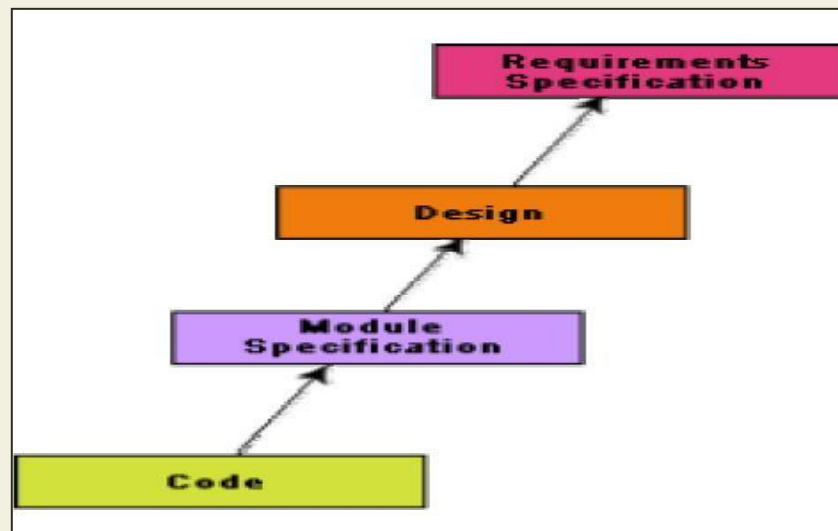 Requirements
Specification
Design
Module
Specification
Code